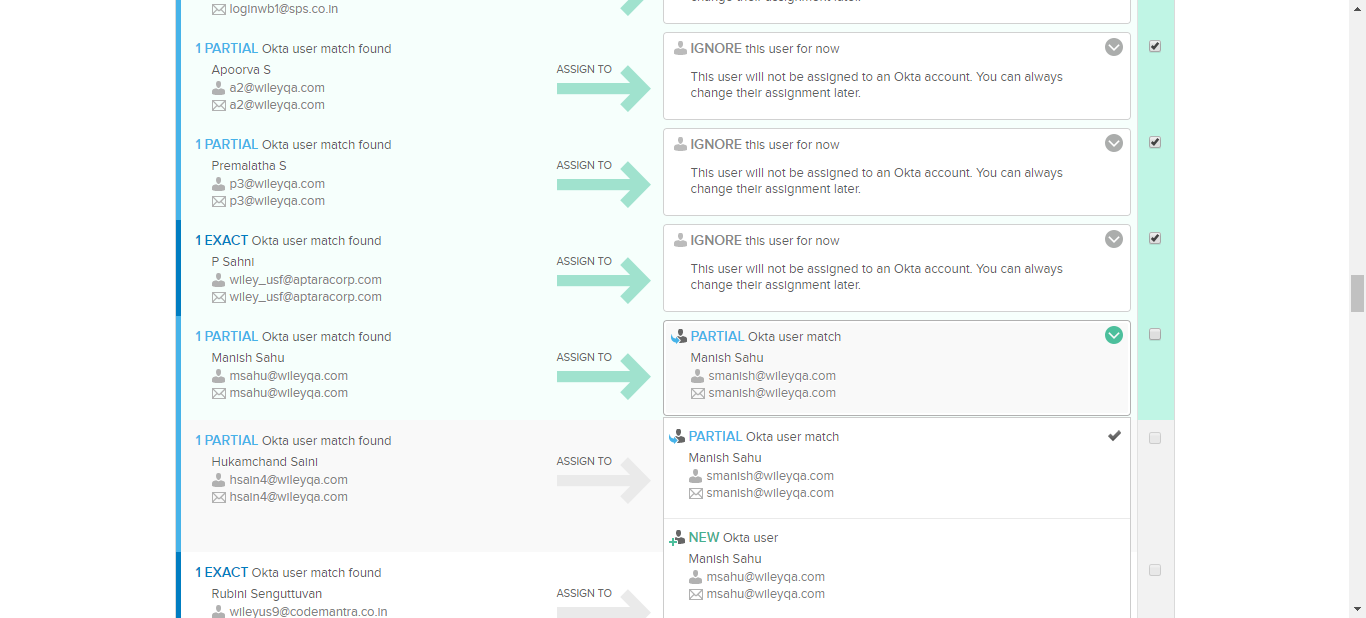 loginwb1@sps.co.in
change their assignment later.
1 PARTIAL Okta user match found
Apoorva S
a2@wileyqa.com
a2@wileyqa.com
ASSIGN TO
IGNORE this user for now
This user will not be assigned to an Okta account. You can always
change their assignment later.
1 PARTIAL Okta user match found
Premalatha S
p3@wileyqa.com
p3@wileyqa.com
ASSIGN TO
IGNORE this user for now
This user will not be assigned to an Okta account. You can always
change their assignment later.
1 EXACT Okta user match found
P Sahni
wiley_usf@aptaracorp.com
wiley_usf@aptaracorp.com
ASSIGN TO
IGNORE this user for now
This user will not be assigned to an Okta account. You can always
change their assignment later.
1 PARTIAL Okta user match found
Manish Sahu
msahu@wileyqa.com
msahu@wileyqa.com
ASSIGN TO
PARTIAL Okta user match
Manish Sahu
smanish@wileyqa.com
smanish@wileyqa.com
1 PARTIAL Okta user match found
Hukamchand Saini
hsain4@wileyqa.com
hsain4@wileyqa.com
ASSIGN TO
PARTIAL Okta user match
Manish Sahu
smanish@wileyqa.com
smanish@wileyqa.com
NEW Okta user
Manish Sahu
msahu@wileyqa.com
msahu@wileyqa.com
1 EXACT Okta user match found
Rubini Senguttuvan
wileyus9@codemantra.co.in
ASSIGN TO